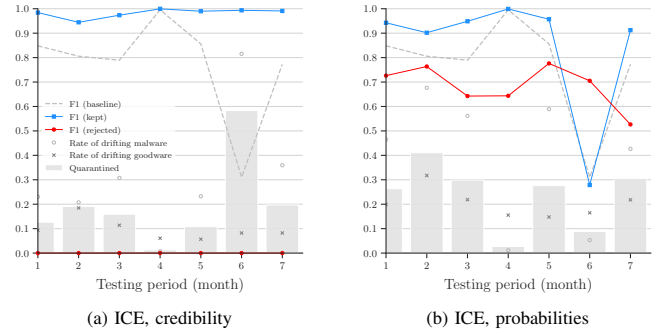 1.0
0.9
0.8
0.7
0.6
0.5
0.4
0.3
0.2
0.1
0.0
F1 (baseline)
F1 (kept)
F1 (rejected)
Rate of drifting malware
Rate of drifting goodware
Quarantined
1 2 3 4 5 6 7
Testing period (month)
(a) ICE, credibility
1.0
0.9
0.8
0.7
0.6
0.5
0.4
0.3
0.2
0.1
0.0
1 2 3 4 5 6 7
Testing period (month)
(b) ICE, probabilities